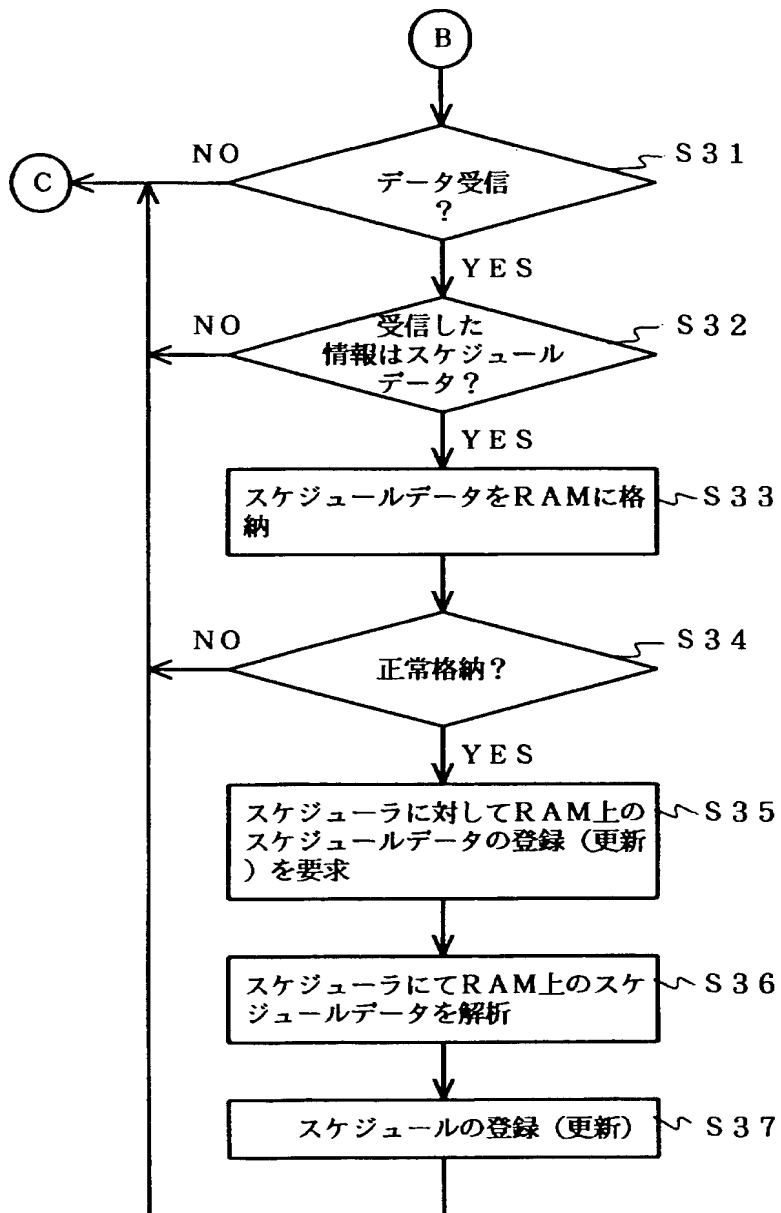 B
NO
S31
C
データ受信
?
YES
NO
受信した
S32
情報はスケジュール
データ?
YES
スケジュールデータをRAMに格
納
S33
NO
S34
正常格納?
YES
スケジューラに対してRAM上の
スケジュールデータの登録(更新
)を要求
S35
スケジューラにてRAM上のスケ
ジュールデータを解析
S36
スケジュールの登録(更新)
S37